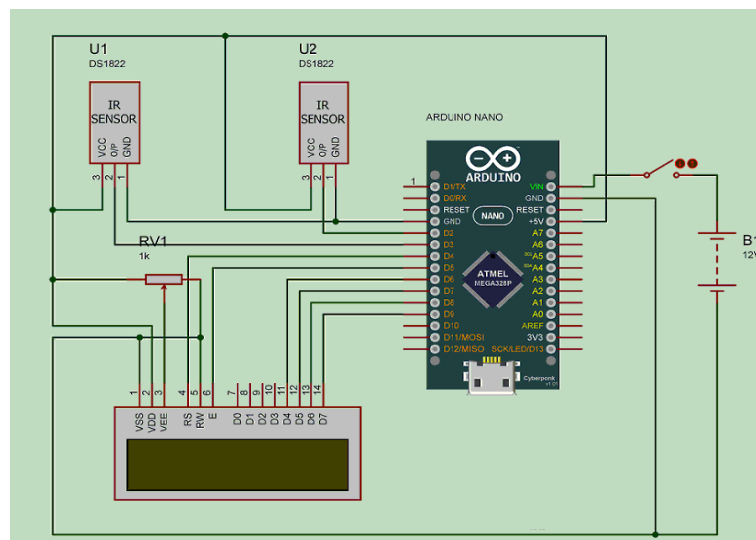 U1
DS1822
IR
SENSOR
VCC
O/P
GND
3
2
1
U2
DS1822
IR
SENSOR
VCC
O/P
GND
3
2
1
ARDUINO NANO
ARDUINO
NANO
ATMEL
MEGA328P
Cyberponk
v1.01
1
D1/TX
D0/RX
RESET
GND
D2
D3
D4
D5
D6
D7
D8
D9
D10
D11/MOSI
D12/MISO
VIN
GND
RESET
+5V
A7
A6
SCL A5
SDA A4
A3
A2
A1
A0
AREF
3V3
SCK/LED/D13
B1
12V
RV1
1k
1
2
3
4
5
6
7
8
9
10
11
12
13
14
VSS
VDD
VEE
RS
RW
E
D0
D1
D2
D3
D4
D5
D6
D7